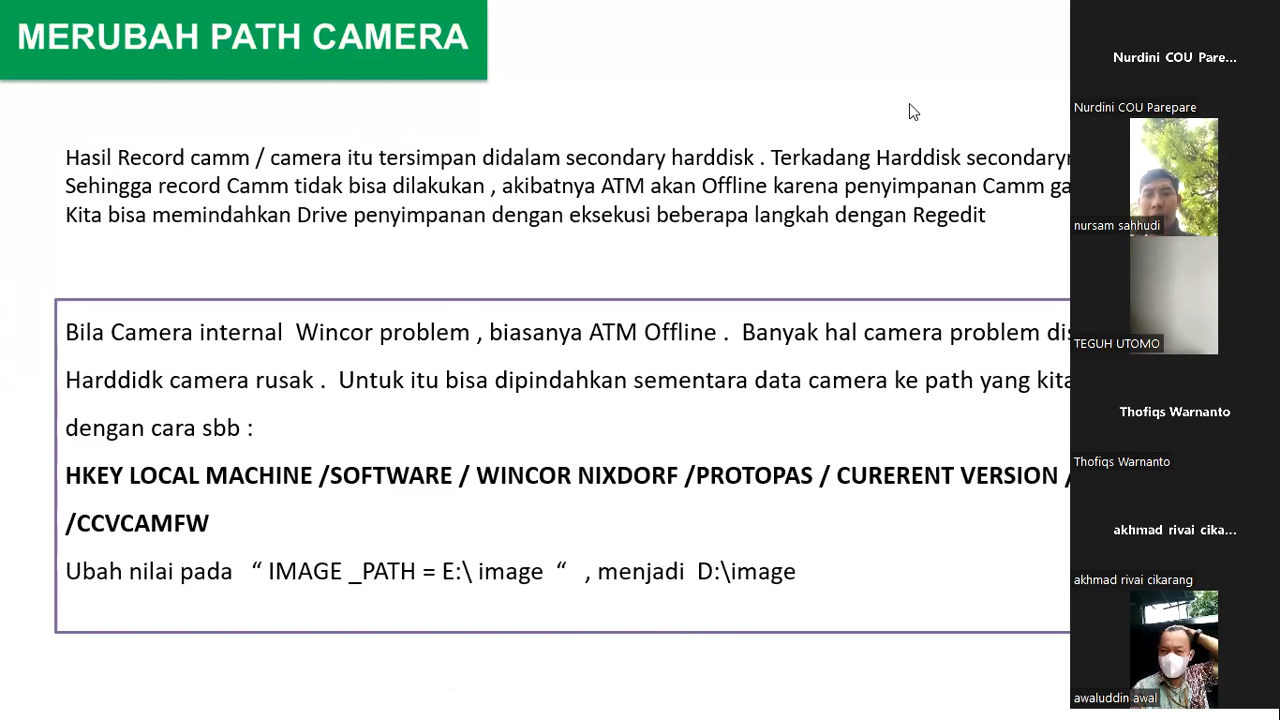 MERUBAH PATH CAMERA
Hasil Record camm / camera itu tersimpan didalam secondary harddisk . Terkadang Harddisk
Sehingga record Camm tidak bisa dilakukan , akibatnya ATM akan Offline karena penyimpanan Camm
Kita bisa memindahkan Drive penyimpanan dengan eksekusi beberapa langkah dengan Regedit
Bila Camera internal Wincor problem , biasanya ATM Offline . Banyak hal camera problem
Harddidk camera rusak . Untuk itu bisa dipindahkan sementara data camera ke path yang kita
dengan cara sbb :
HKEY LOCAL MACHINE /SOFTWARE / WINCOR NIXDORF /PROTOPAS / CURERENT VERSION /
/CCVCAMFW
Ubah nilai pada “ IMAGE _PATH = E:\ image “ , menjadi D:\image
Nurdini COU Pare...
Nurdini COU Parepare
nursam sahhudi
TEGUH UTOMO
Thofiqs Warnanto
Thofiqs Warnanto
akhmad rivai cika...
akhmad rivai cikarang
awaluddin awal